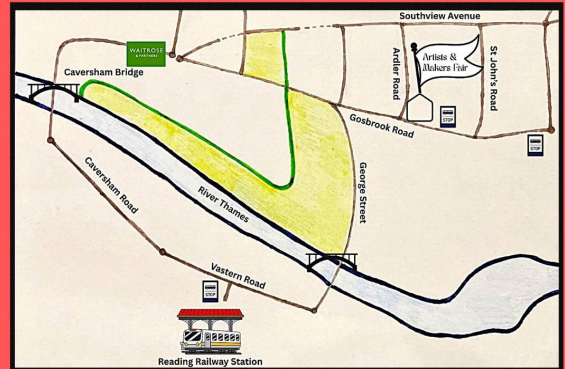 Southview Avenue
WAITROSE
& PARTNERS
Caversham Bridge
Ardler Road
Artists &
Makers Fair
St John's Road
STOP
Gosbrook Road
STOP
George Street
Caversham Road
River Thames
Vastern Road
STOP
Reading Railway Station